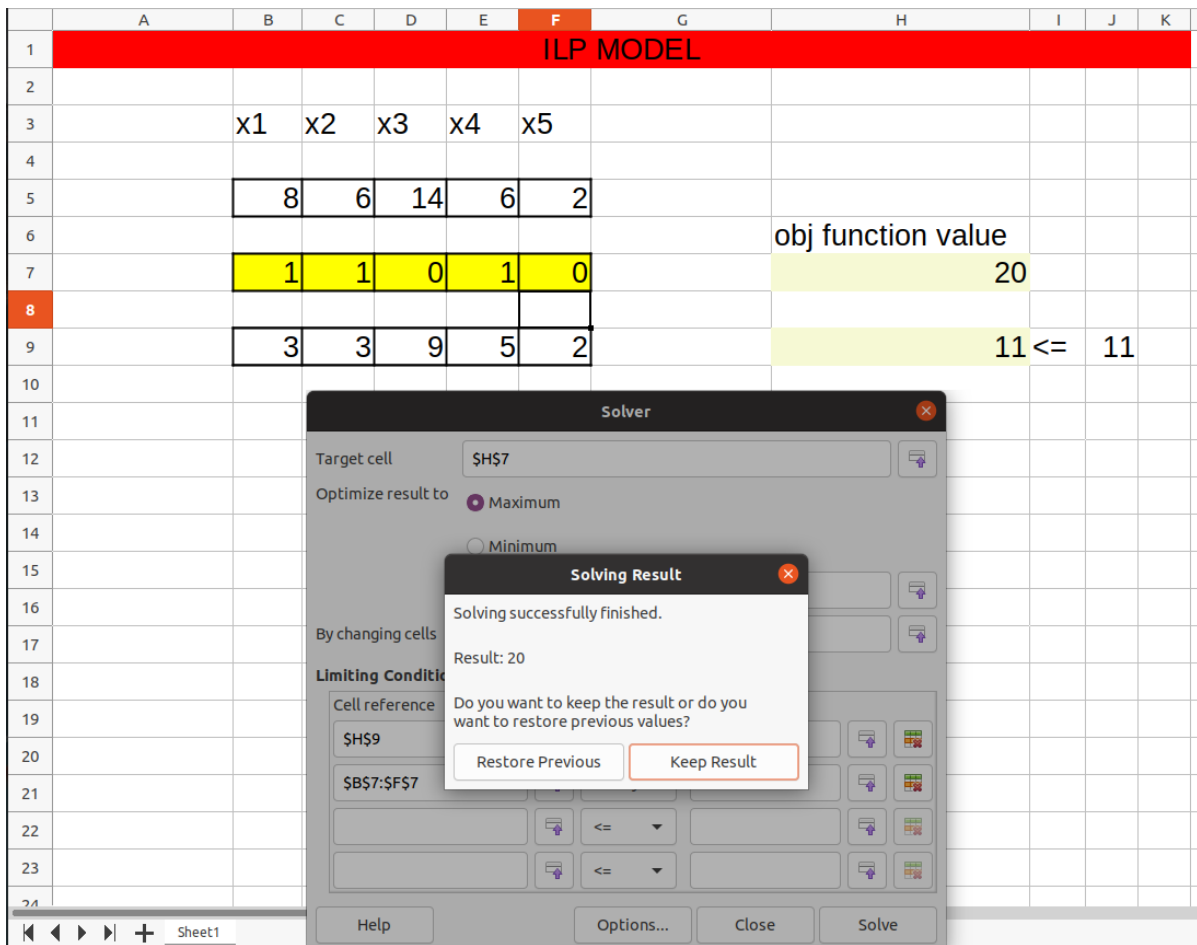 A B C D E F G H I J K
1 ILP MODEL
2
3 x1 x2 x3 x4 x5
4
5 8 6 14 6 2
6 obj function value
7 1 1 0 1 0 20
8
9 3 3 9 5 2 11 <= 11
10
11 Solver
12 Target cell $H$7
13 Optimize result to Maximum
14 Minimum
15 Solving Result
16 Solving successfully finished.
17 By changing cells
Result: 20
18 Limiting Conditio
19 Cell reference Do you want to keep the result or do you
want to restore previous values?
20 $H$9
Restore Previous Keep Result
21 $B$7:$F$7
22 <=
23 <=
24
Sheet1 Help Options... Close Solve